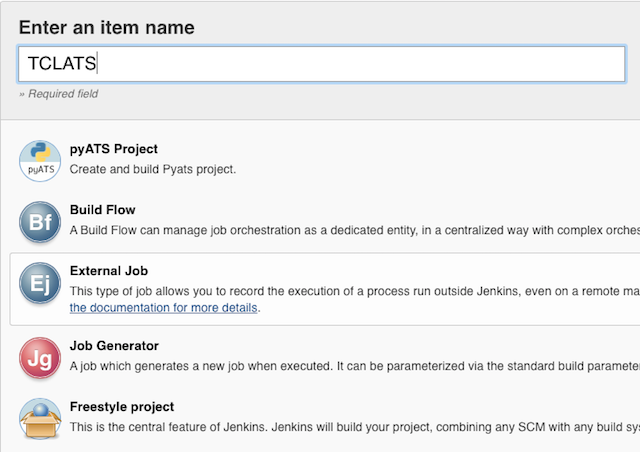 Enter an item name
TCLATS
» Required field
pyATS
pyATS Project
Create and build Pyats project.
Bf
Build Flow
A Build Flow can manage job orchestration as a dedicated entity, in a centralized way with complex orches
Ej
External Job
This type of job allows you to record the execution of a process run outside Jenkins, even on a remote ma
the documentation for more details.
Jg
Job Generator
A job which generates a new job when executed. It can be parameterized via the standard build parameter
Freestyle project
This is the central feature of Jenkins. Jenkins will build your project, combining any SCM with any build sy